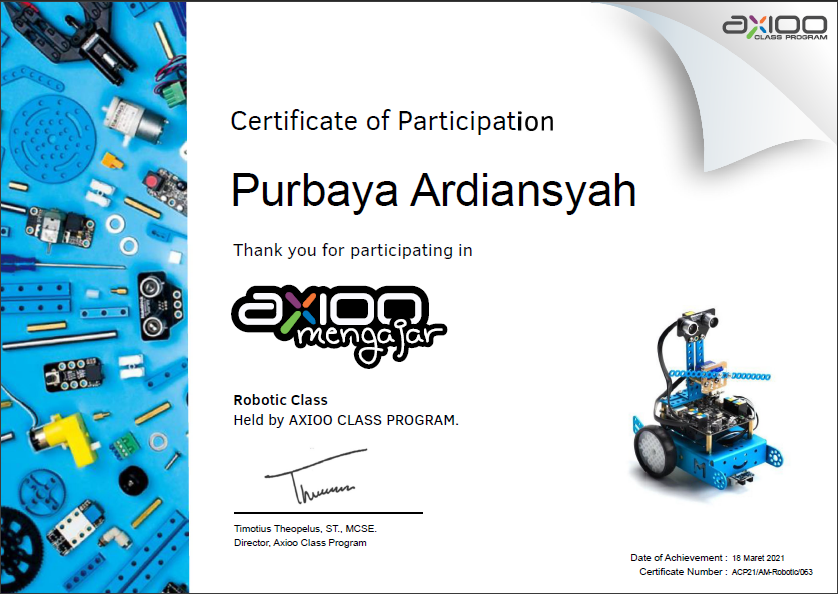 AXIOO
CLASS PROGRAM
Certificate of Participation
Purbaya Ardiansyah
Thank you for participating in
axioo
mengajar
Robotic Class
Held by AXIOO CLASS PROGRAM.
Timotius Theopelus, ST., MCSE.
Director, Axioo Class Program
Date of Achievement : 18 Maret 2021
Certificate Number : ACP21/AM-Robotic/063